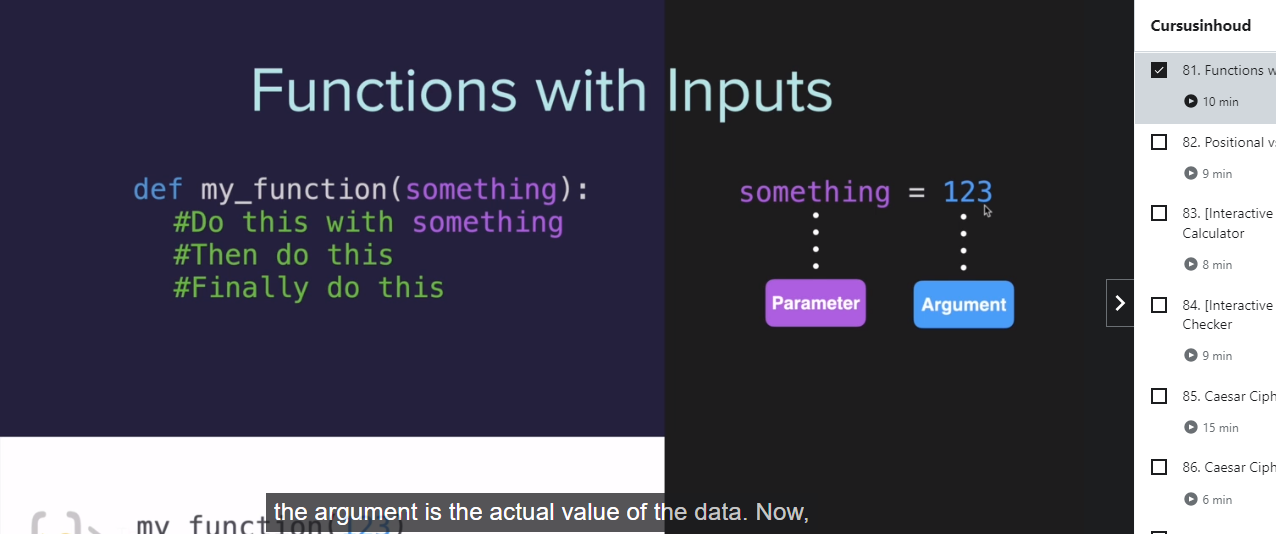 Functions with Inputs
def my_function(something):
#Do this with something
#Then do this
#Finally do this
something = 123
Parameter
Argument
my_function(123)
the argument is the actual value of the data. Now,
Cursusinhoud
81. Functions w
10 min
82. Positional v
9 min
83. [Interactive
Calculator
8 min
84. [Interactive
Checker
9 min
85. Caesar Ciph
15 min
86. Caesar Ciph
6 min